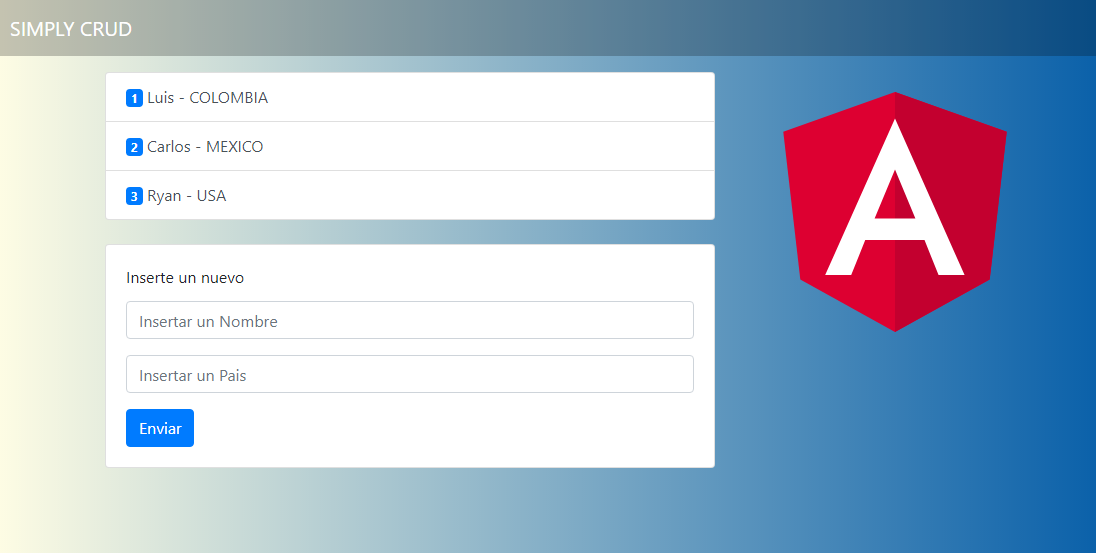 SIMPLY CRUD
1 Luis - COLOMBIA
2 Carlos - MEXICO
3 Ryan - USA
Inserte un nuevo
Insertar un Nombre
Insertar un Pais
Enviar
A